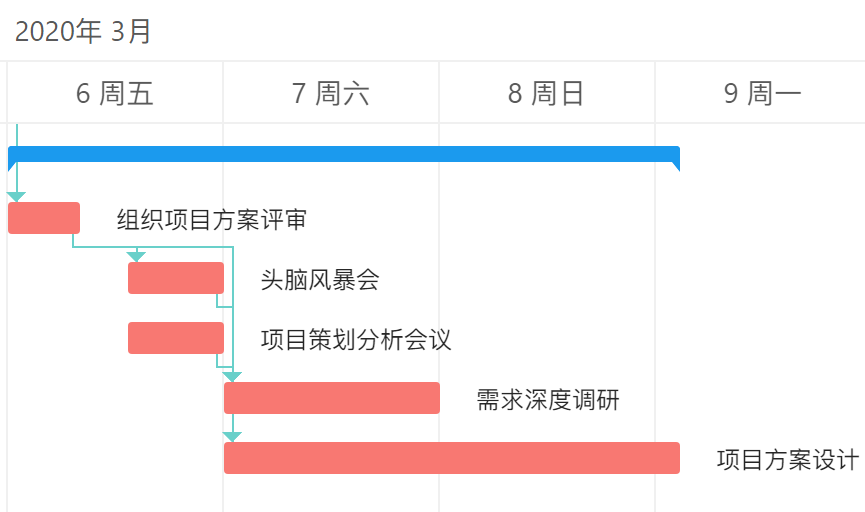 2020年 3月
6 周五
7 周六
8 周日
9 周一
组织项目方案评审
头脑风暴会
项目策划分析会议
需求深度调研
项目方案设计